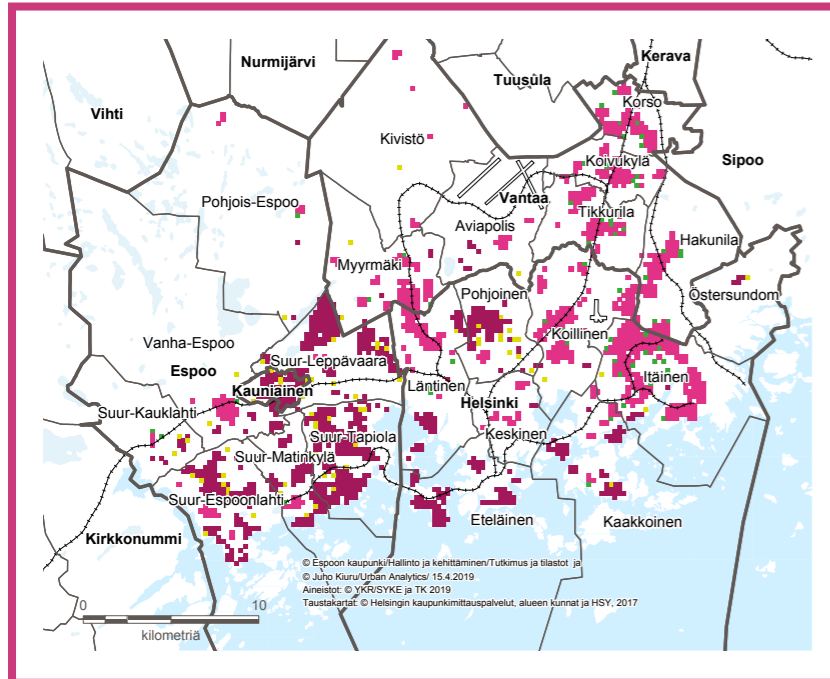 Kerava
Nurmijärvi
Tuusula
Korso
Vihti
Kivistö
Koivukylä
Sipoo
Pohjois-Espoo
Vantaa
Tikkurila
Aviapolis
Hakunila
Myyrmäki
Pohjoinen
Östersundom
Koillinen
Vanha-Espoo
Suur-Leppävaara
Espoo
Itäinen
Kauniainen
Läntinen
Helsinki
Suur-Kauklahti
Keskinen
Suur-Tapiola
Suur-Matinkylä
Suur-Espoonlahti
Eteläinen
Kaakkoinen
Kirkkonummi
© Espoon kaupunki/Hallinto ja kehittäminen/Tutkimus ja tilastot ja
© Juho Kiuru/Urban Analytics/ 15.4.2019
Aineistot: © YKR/SYKE ja TK 2019
Taustakartat: © Helsingin kaupunkimittauspalvelut, alueen kunnat ja HSY, 2017
0 10
kilometriä